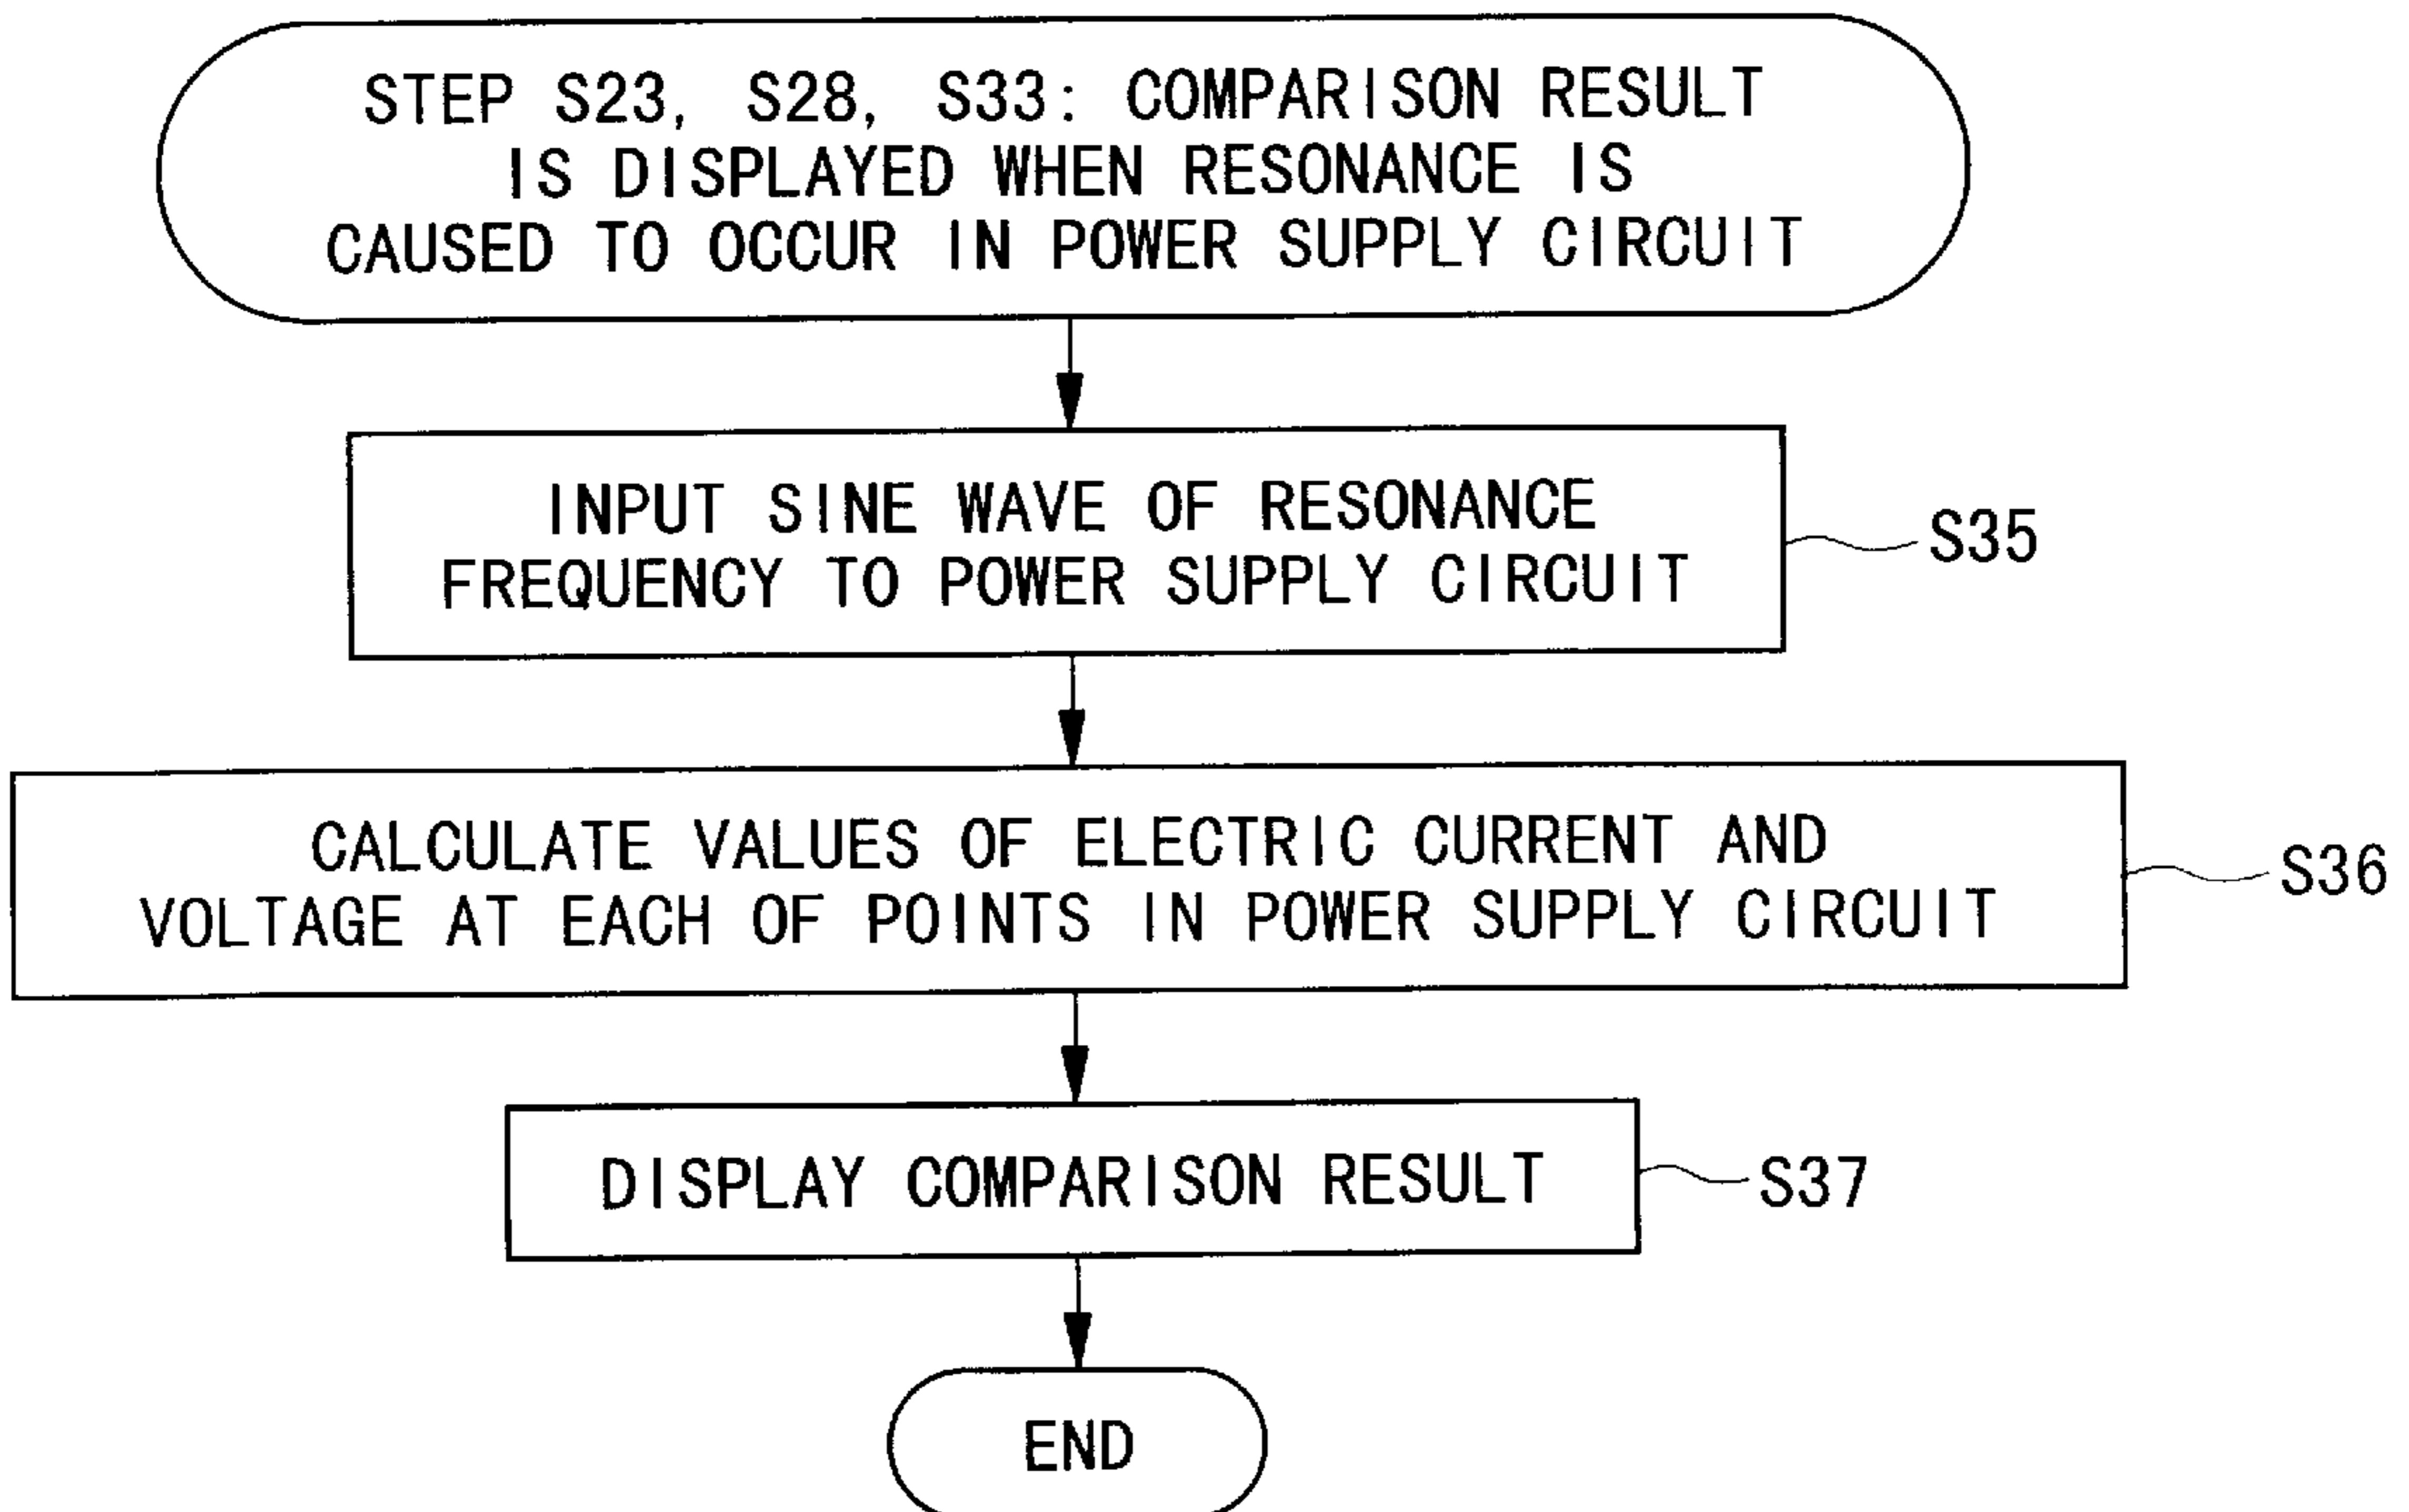 STEP S23, S28, S33: COMPARISON RESULT
IS DISPLAYED WHEN RESONANCE IS
CAUSED TO OCCUR IN POWER SUPPLY CIRCUIT
INPUT SINE WAVE OF RESONANCE
FREQUENCY TO POWER SUPPLY CIRCUIT
S35
CALCULATE VALUES OF ELECTRIC CURRENT AND
VOLTAGE AT EACH OF POINTS IN POWER SUPPLY CIRCUIT
S36
DISPLAY COMPARISON RESULT
S37
END